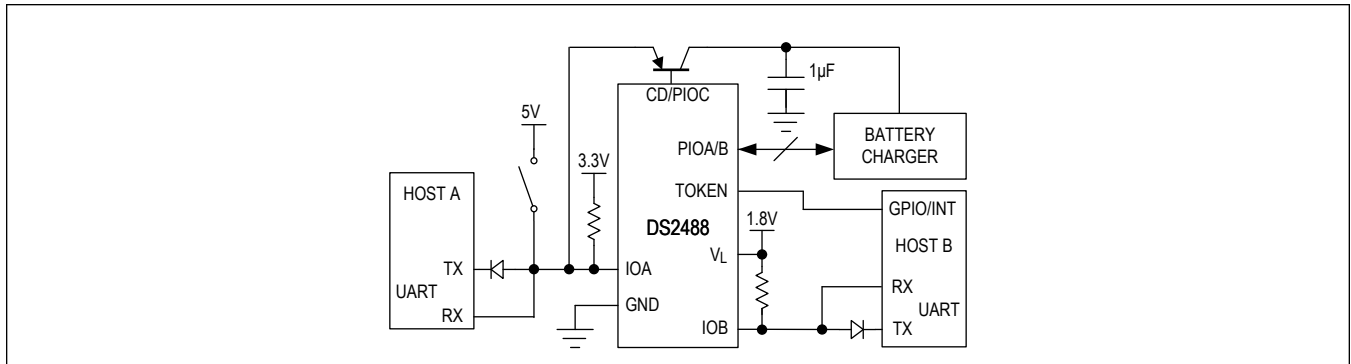 1µF
CD/PIOC
5V
BATTERY
CHARGER
PIOA/B
3.3V
HOST A
TOKEN
GPIO/INT
DS2488
1.8V
HOST B
VL
TX
IOA
UART
RX
GND
RX
UART
IOB
TX